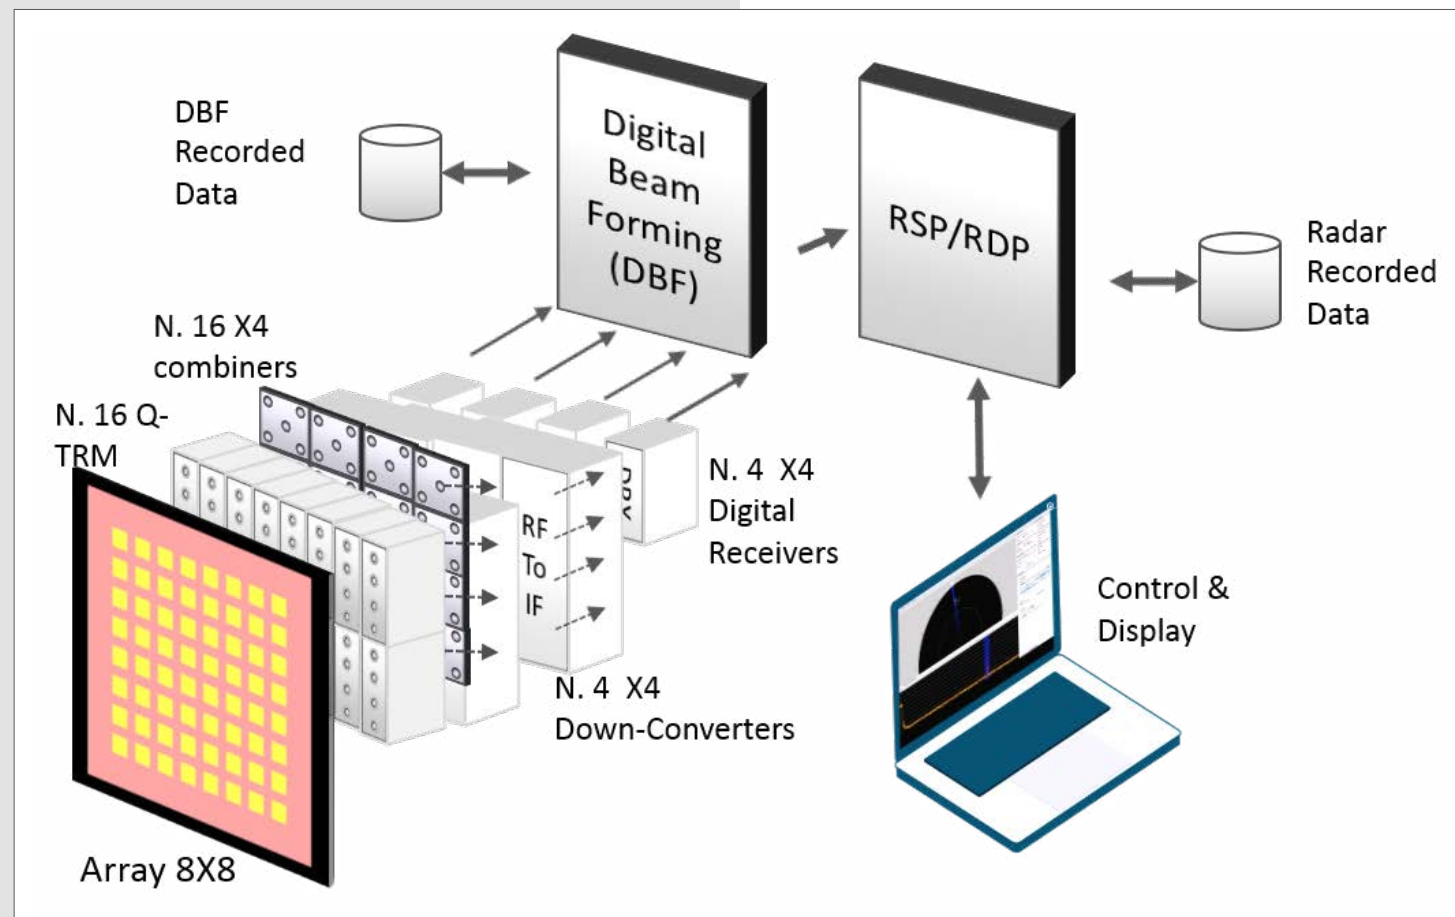 DBF
Recorded
Data
Digital
Beam
Forming
(DBF)
RSP/RDP
Radar
Recorded
Data
N. 16 X4
combiners
N. 16 Q-
TRM
RF
To
IF
N. 4 X4
Digital
Receivers
N. 4 X4
Down-Converters
Control &
Display
Array 8X8